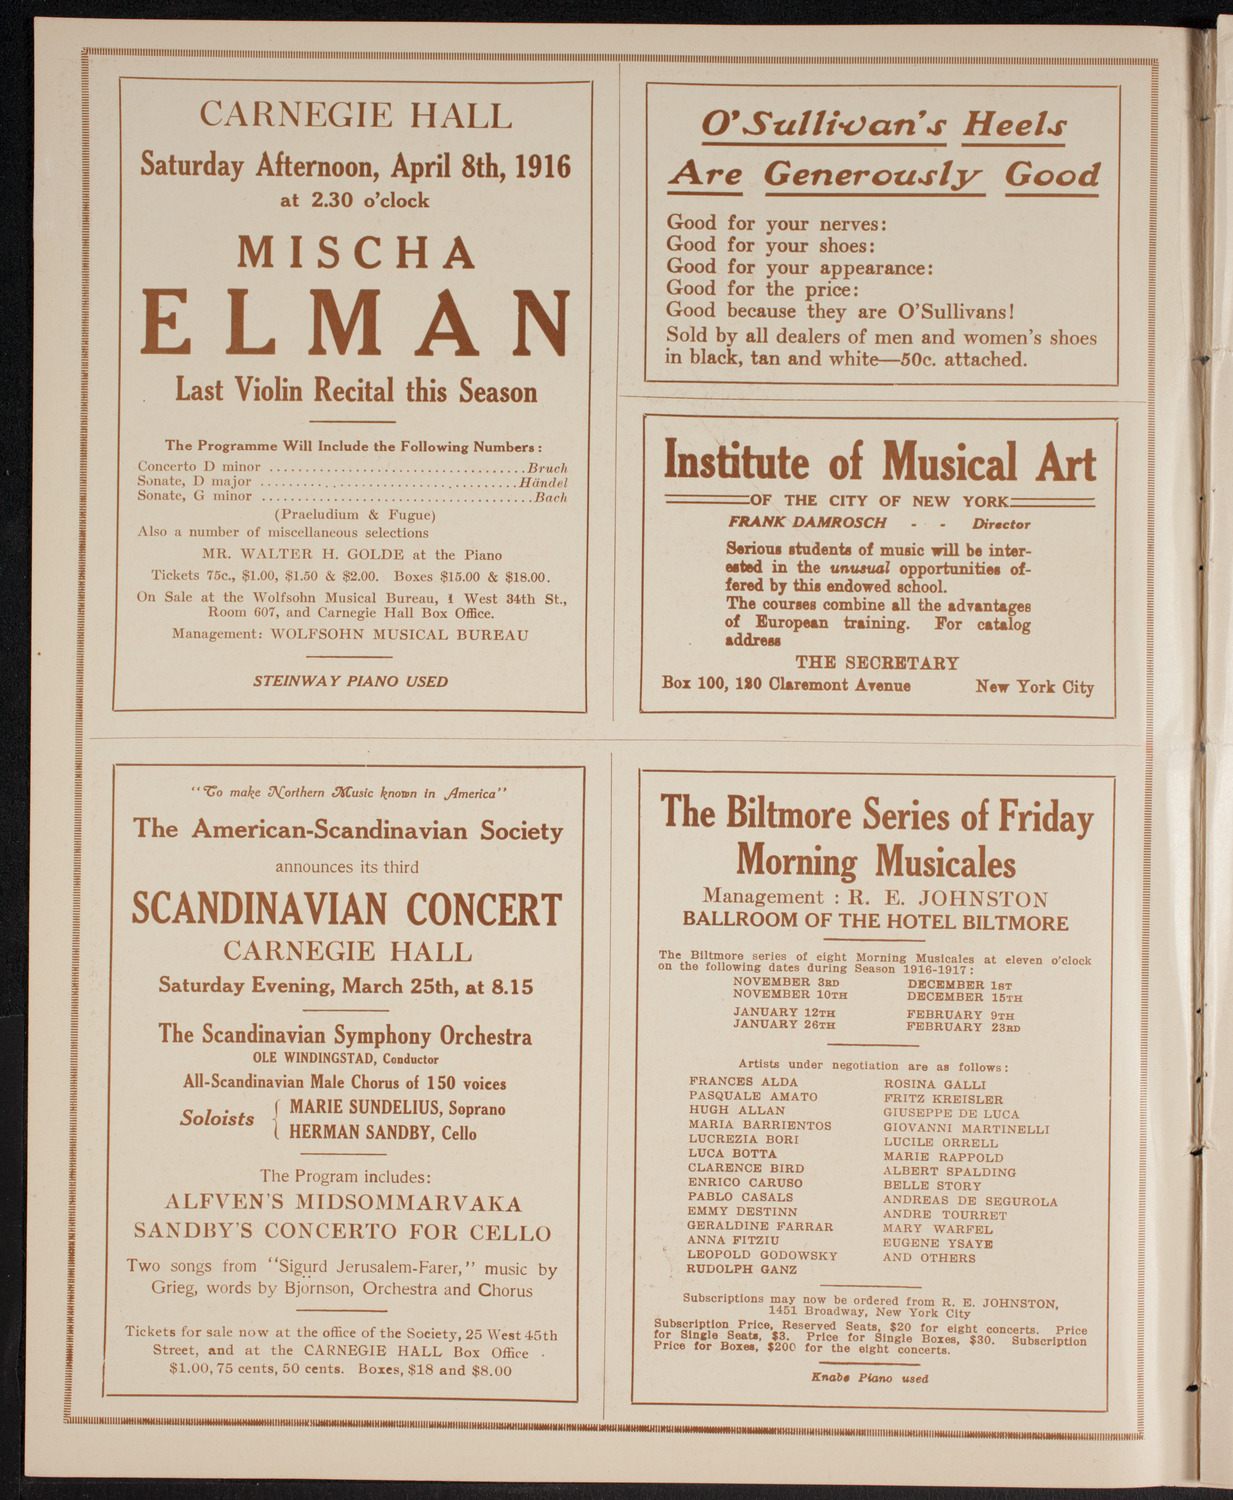 CARNEGIE HALL
Saturday Afternoon, April 8th, 1916
at 2.30 o'clock
MISCHA
ELMAN
Last Violin Recital this Season
The Programme Will Include the Following Numbers:
Concerto D minor ................................... Bruch
Sonate, D major ................................... Händel
Sonate, G minor ................................... Bach
(Praeludium & Fugue)
Also a number of miscellaneous selections
MR. WALTER H. GOLDE at the Piano
Tickets 75c., $1.00, $1.50 & $2.00. Boxes $15.00 & $18.00.
On Sale at the Wolfsohn Musical Bureau, 1 West 34th St.,
Room 607, and Carnegie Hall Box Office.
Management: WOLFSOHN MUSICAL BUREAU
STEINWAY PIANO USED
O'Sullivan's Heels
Are Generously Good
Good for your nerves:
Good for your shoes:
Good for your appearance:
Good for the price:
Good because they are O'Sullivans!
Sold by all dealers of men and women's shoes
in black, tan and white—50c. attached.
Institute of Musical Art
OF THE CITY OF NEW YORK
FRANK DAMROSCH - - Director
Serious students of music will be inter-
ested in the unusual opportunities of-
fered by this endowed school.
The courses combine all the advantages
of European training. For catalog
address
THE SECRETARY
Box 100, 120 Claremont Avenue New York City
"To make Northern Music known in America"
The American-Scandinavian Society
announces its third
SCANDINAVIAN CONCERT
CARNEGIE HALL
Saturday Evening, March 25th, at 8.15
The Scandinavian Symphony Orchestra
OLE WINDINGSTAD, Conductor
All-Scandinavian Male Chorus of 150 voices
Soloists { MARIE SUNDELIUS, Soprano
HERMAN SANDBY, Cello
The Program includes:
ALFVEN'S MIDSOMMARVAKA
SANDBY'S CONCERTO FOR CELLO
Two songs from "Sigurd Jerusalem-Farer," music by
Grieg, words by Björnson, Orchestra and Chorus
Tickets for sale now at the office of the Society, 25 West 45th
Street, and at the CARNEGIE HALL Box Office
$1.00, 75 cents, 50 cents. Boxes, $18 and $8.00
The Biltmore Series of Friday
Morning Musicales
Management : R. E. JOHNSTON
BALLROOM OF THE HOTEL BILTMORE
The Biltmore series of eight Morning Musicales at eleven o'clock
on the following dates during Season 1916-1917:
NOVEMBER 3RD DECEMBER 1ST
NOVEMBER 10TH DECEMBER 15TH
JANUARY 12TH FEBRUARY 9TH
JANUARY 26TH FEBRUARY 23RD
Artists under negotiation are as follows:
FRANCES ALDA ROSINA GALLI
PASQUALE AMATO FRITZ KREISLER
HUGH ALLAN GIUSEPPE DE LUCA
MARIA BARRIENTOS GIOVANNI MARTINELLI
LUCREZIA BORI LUCILE ORRELL
LUCA BOTTA MARIE RAPPOLD
CLARENCE BIRD ALBERT SPALDING
ENRICO CARUSO BELLE STORY
PABLO CASALS ANDREAS DE SEGUROLA
EMMY DESTINN ANDRE TOURRET
GERALDINE FARRAR MARY WARFEL
ANNA FITZIU EUGENE YSAYE
LEOPOLD GODOWSKY AND OTHERS
RUDOLPH GANZ
Subscriptions may now be ordered from R. E. JOHNSTON,
1451 Broadway, New York City
Subscription Price, Reserved Seats, $20 for eight concerts. Price
for Single Seats, $3. Price for Single Boxes, $30. Subscription
Price for Boxes, $200 for the eight concerts.
Knabe Piano used